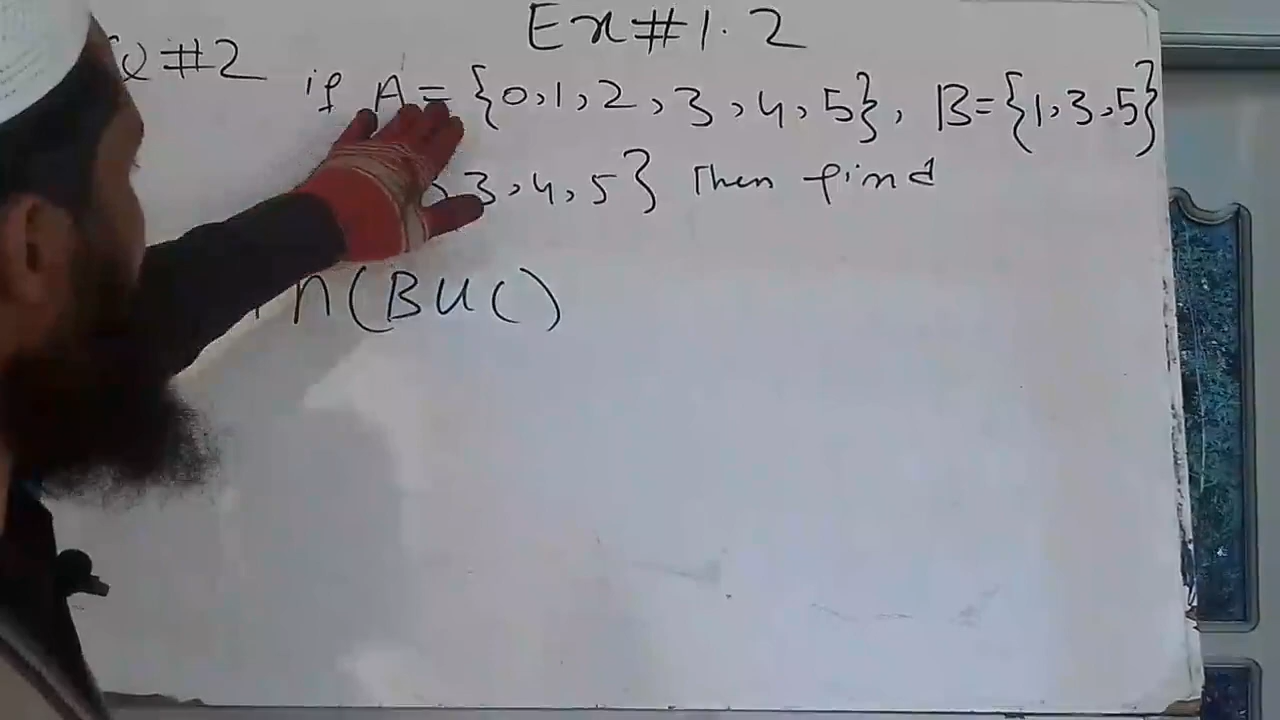 Ex#1.2
Q#2
if A={0,1,2,3,4,5}, B={1,3,5}
3,4,5} Then find
(BUC)